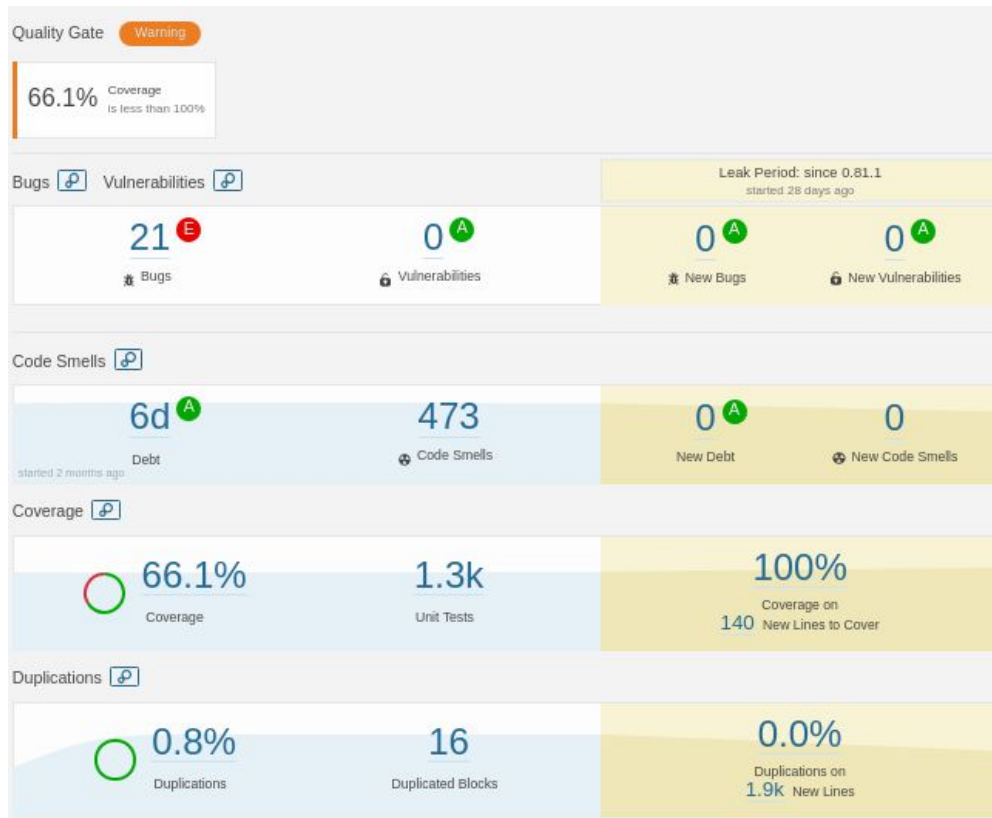 Quality Gate Warning
66.1% Coverage
is less than 100%
Bugs Vulnerabilities
Leak Period: since 0.81.1
started 28 days ago
21 E 0 A 0 A 0 A
Bugs Vulnerabilities New Bugs New Vulnerabilities
Code Smells
6d A 473 0 A 0
Debt Code Smells New Debt New Code Smells
started 2 months ago
Coverage
66.1% 1.3k 100%
Coverage Unit Tests Coverage on
140 New Lines to Cover
Duplications
0.8% 16 0.0%
Duplications Duplicated Blocks Duplications on
1.9k New Lines